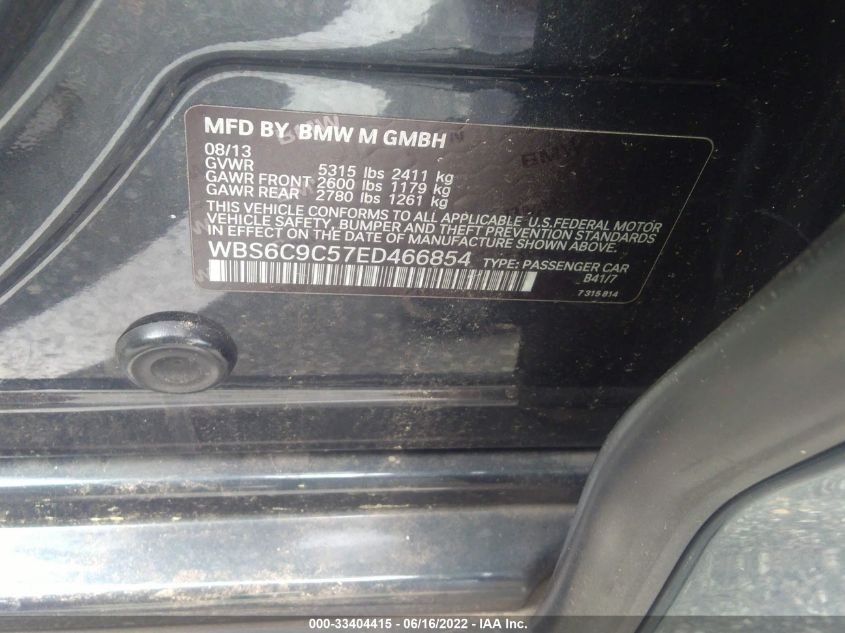 MFD BY BMW M GMBH
08/13
GVWR 5315 lbs 2411 kg
GAWR FRONT 2600 lbs 1179 kg
GAWR REAR 2780 lbs 1261 kg
THIS VEHICLE CONFORMS TO ALL APPLICABLE U.S.FEDERAL MOTOR
VEHICLE SAFETY, BUMPER AND THEFT PREVENTION STANDARDS
IN EFFECT ON THE DATE OF MANUFACTURE SHOWN ABOVE.
WBS6C9C57ED466854 TYPE: PASSENGER CAR
B41/7
7 315 814
000-33404415 - 06/16/2022 - IAA Inc.